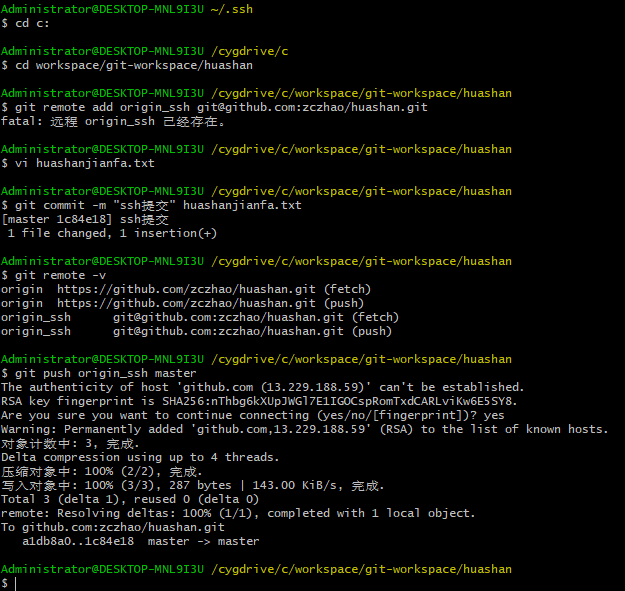 Administrator@DESKTOP-MNL9I3U ~/.ssh
$ cd c:
Administrator@DESKTOP-MNL9I3U /cygdrive/c
$ cd workspace/git-workspace/huashan
Administrator@DESKTOP-MNL9I3U /cygdrive/c/workspace/git-workspace/huashan
$ git remote add origin_ssh git@github.com:zczhao/huashan.git
fatal: 远程 origin_ssh 已经存在。
Administrator@DESKTOP-MNL9I3U /cygdrive/c/workspace/git-workspace/huashan
$ vi huashanjianfa.txt
Administrator@DESKTOP-MNL9I3U /cygdrive/c/workspace/git-workspace/huashan
$ git commit -m "ssh提交" huashanjianfa.txt
[master 1c84e18] ssh提交
1 file changed, 1 insertion(+)
Administrator@DESKTOP-MNL9I3U /cygdrive/c/workspace/git-workspace/huashan
$ git remote -v
origin https://github.com/zczhao/huashan.git (fetch)
origin https://github.com/zczhao/huashan.git (push)
origin_ssh git@github.com:zczhao/huashan.git (fetch)
origin_ssh git@github.com:zczhao/huashan.git (push)
Administrator@DESKTOP-MNL9I3U /cygdrive/c/workspace/git-workspace/huashan
$ git push origin_ssh master
The authenticity of host 'github.com (13.229.188.59)' can't be established.
RSA key fingerprint is SHA256:nThbg6kXUpJWGl7E1IGOCspRomTxdCARLviKw6E5SY8.
Are you sure you want to continue connecting (yes/no/[fingerprint])? yes
Warning: Permanently added 'github.com,13.229.188.59' (RSA) to the list of known hosts.
对象计数中: 3, 完成.
Delta compression using up to 4 threads.
压缩对象中: 100% (2/2), 完成.
写入对象中: 100% (3/3), 287 bytes | 143.00 KiB/s, 完成.
Total 3 (delta 1), reused 0 (delta 0)
remote: Resolving deltas: 100% (1/1), completed with 1 local object.
To github.com:zczhao/huashan.git
a1db8a0..1c84e18 master -> master
Administrator@DESKTOP-MNL9I3U /cygdrive/c/workspace/git-workspace/huashan
$